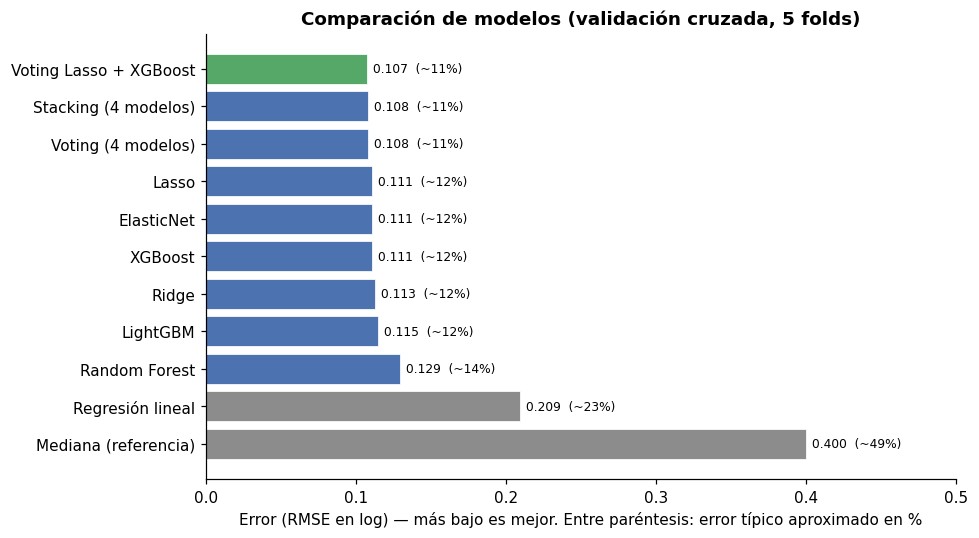 Comparación de modelos (validación cruzada, 5 folds)
Voting Lasso + XGBoost 0.107 (~11%)
Stacking (4 modelos) 0.108 (~11%)
Voting (4 modelos) 0.108 (~11%)
Lasso 0.111 (~12%)
ElasticNet 0.111 (~12%)
XGBoost 0.111 (~12%)
Ridge 0.113 (~12%)
LightGBM 0.115 (~12%)
Random Forest 0.129 (~14%)
Regresión lineal 0.209 (~23%)
Mediana (referencia) 0.400 (~49%)
0.0 0.1 0.2 0.3 0.4 0.5
Error (RMSE en log) — más bajo es mejor. Entre paréntesis: error típico aproximado en %